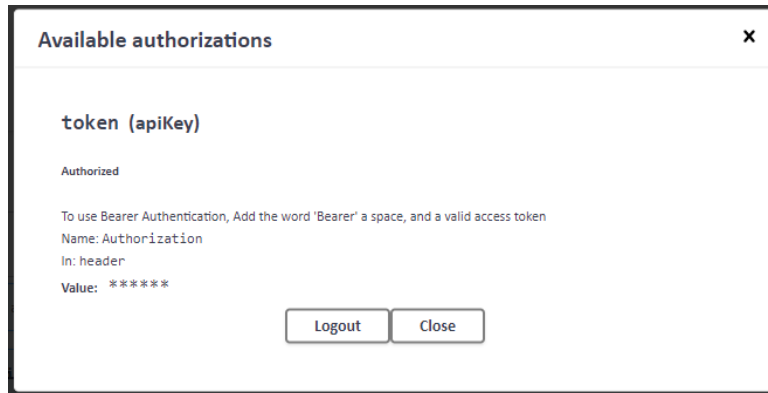 Available authorizations x
token (apiKey)
Authorized
To use Bearer Authentication, Add the word 'Bearer' a space, and a valid access token
Name: Authorization
In: header
Value: ******
Logout Close